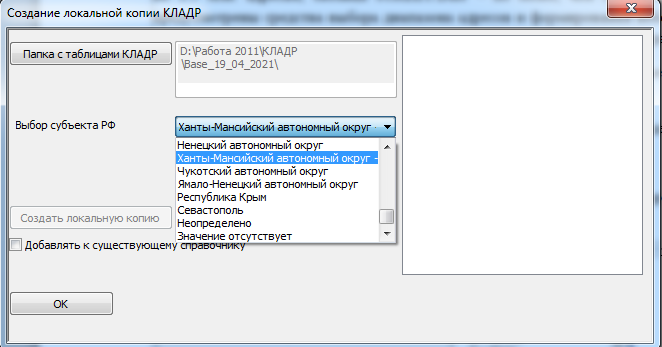 Создание локальной копии КЛАДР
Папка с таблицами КЛАДР
D:\Работа 2011\КЛАДР
\Base_19_04_2021\
Выбор субъекта РФ
Ханты-Мансийский автономный округ -
Ненецкий автономный округ
Ханты-Мансийский автономный округ -
Чукотский автономный округ
Ямало-Ненецкий автономный округ
Республика Крым
Севастополь
Неопределено
Значение отсутствует
Создать локальную копию
Добавлять к существующему справочнику
OK